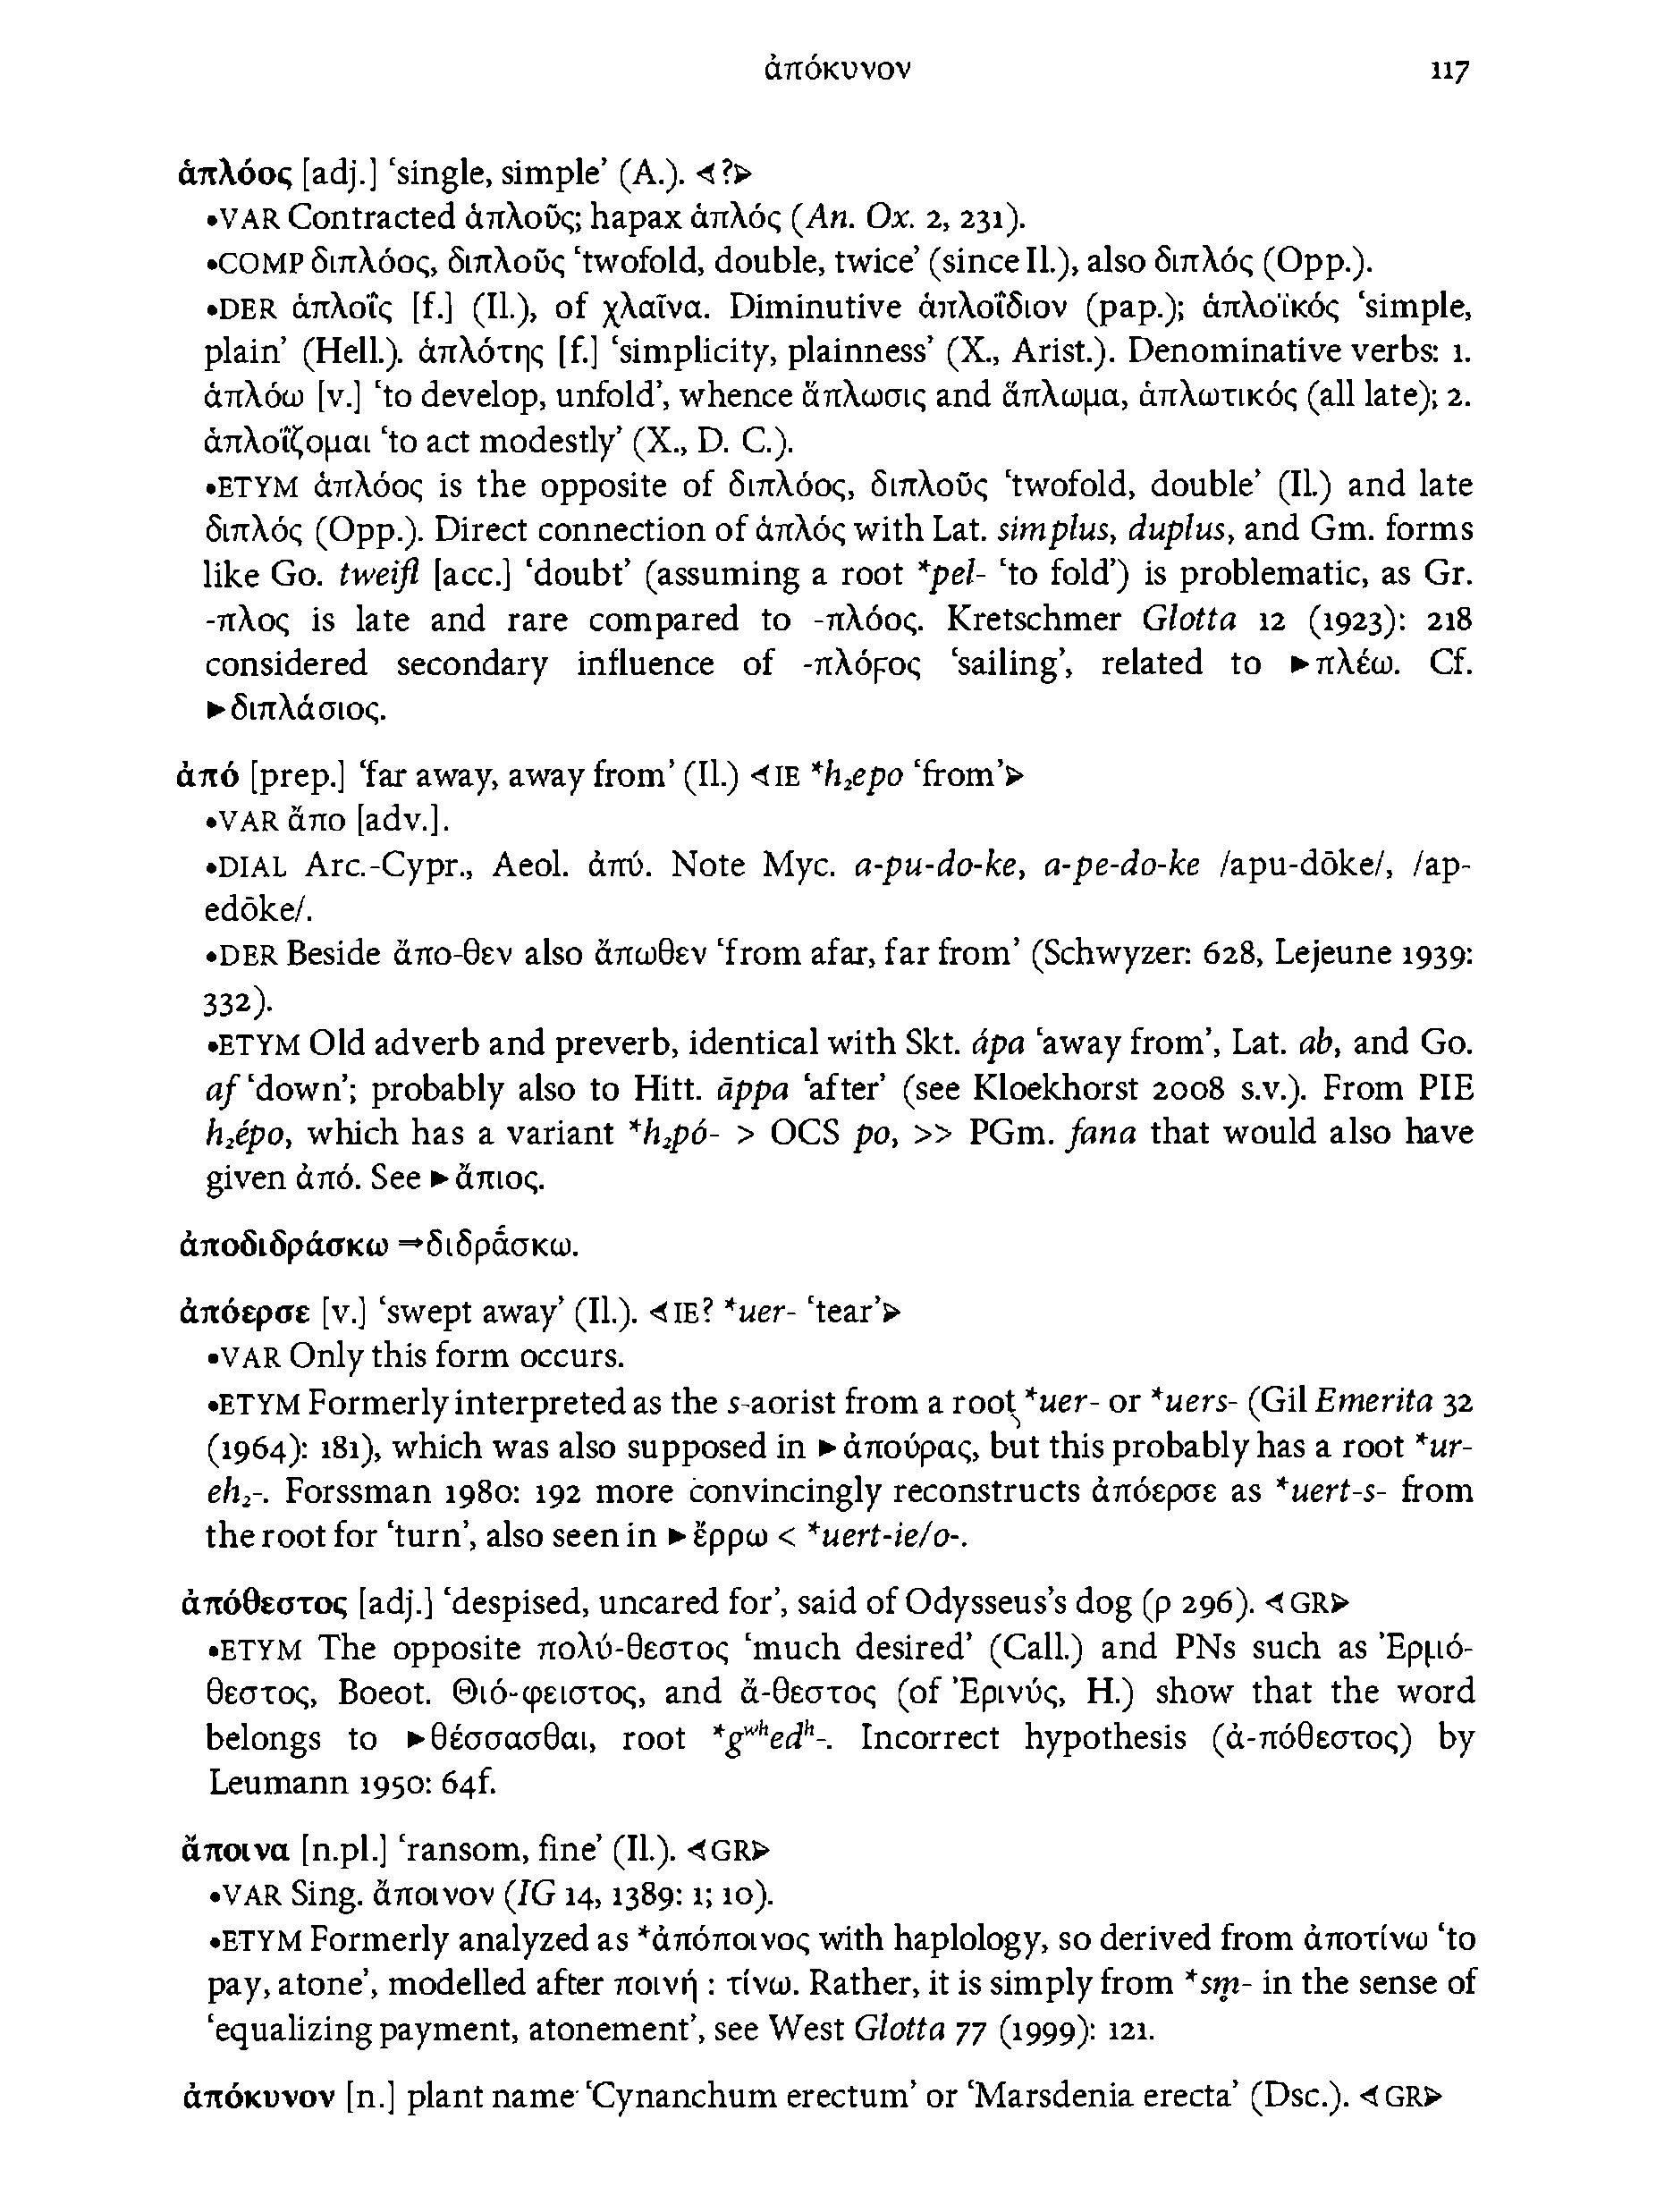 ἀπόκυνον 117
ἁπλόος [adj.] ‘single, simple’ (A.). ⊲?⊳
•VAR Contracted ἁπλοῦς; hapax ἁπλός (An. Ox. 2, 231).
•COMP διπλόος, διπλοῦς ‘twofold, double, twice’ (since Il.), also διπλός (Opp.).
•DER ἁπλοΐς [f.] (Il.), of χλαῖνα. Diminutive ἁπλοΐδιον (pap.); ἁπλοϊκός ‘simple,
plain’ (Hell.). ἁπλότης [f.] ‘simplicity, plainness’ (X., Arist.). Denominative verbs: 1.
ἁπλόω [v.] ‘to develop, unfold’, whence ἅπλωσις and ἅπλωμα, ἁπλωτικός (all late); 2.
ἁπλοΐζομαι ‘to act modestly’ (X., D. C.).
•ETYM ἁπλόος is the opposite of διπλόος, διπλοῦς ‘twofold, double’ (Il.) and late
διπλός (Opp.). Direct connection of ἁπλός with Lat. simplus, duplus, and Gm. forms
like Go. tweifl [acc.] ‘doubt’ (assuming a root *pel- ‘to fold’) is problematic, as Gr.
-πλος is late and rare compared to -πλόος. Kretschmer Glotta 12 (1923): 218
considered secondary influence of -πλόϝος ‘sailing’, related to ►πλέω. Cf.
►διπλάσιος.
ἀπό [prep.] ‘far away, away from’ (Il.) ⊲IE *h₂epo ‘from’⊳
•VAR ἄπο [adv.].
•DIAL Arc.-Cypr., Aeol. ἀπύ. Note Myc. a-pu-do-ke, a-pe-do-ke /apu-dōke/, /ap-
edōke/.
•DER Beside ἄπο-θεν also ἄπωθεν ‘from afar, far from’ (Schwyzer: 628, Lejeune 1939:
332).
•ETYM Old adverb and preverb, identical with Skt. ápa ‘away from’, Lat. ab, and Go.
af ‘down’; probably also to Hitt. āppa ‘after’ (see Kloekhorst 2008 s.v.). From PIE
h₂épo, which has a variant *h₂pó- > OCS po, >> PGm. fana that would also have
given ἀπό. See ►ἄπιος.
ἀποδιδράσκω ⇒διδρᾱ́σκω.
ἀπόερσε [v.] ‘swept away’ (Il.). ⊲IE? *uer- ‘tear’⊳
•VAR Only this form occurs.
•ETYM Formerly interpreted as the s-aorist from a root *uer- or *uers- (Gil Emerita 32
(1964): 181), which was also supposed in ►ἀπούρας, but this probably has a root *ur-
eh₂-. Forssman 1980: 192 more convincingly reconstructs ἀπόερσε as *uert-s- from
the root for ‘turn’, also seen in ►ἔρρω < *uert-ie/o-.
ἀπόθεστος [adj.] ‘despised, uncared for’, said of Odysseus’s dog (ρ 296). ⊲GR⊳
•ETYM The opposite πολύ-θεστος ‘much desired’ (Call.) and PNs such as Ἑρμό-
θεστος, Boeot. Θιό-φειστος, and ἄ-θεστος (of Ἐρινύς, H.) show that the word
belongs to ►θέσσασθαι, root *gʷʰedʰ-. Incorrect hypothesis (ἀ-πόθεστος) by
Leumann 1950: 64f.
ἄποινα [n.pl.] ‘ransom, fine’ (Il.). ⊲GR⊳
•VAR Sing. ἄποινον (IG 14, 1389: 1; 10).
•ETYM Formerly analyzed as *ἀπόποινος with haplology, so derived from ἀποτίνω ‘to
pay, atone’, modelled after ποινή : τίνω. Rather, it is simply from *sm̥- in the sense of
‘equalizing payment, atonement’, see West Glotta 77 (1999): 121.
ἀπόκυνον [n.] plant name ‘Cynanchum erectum’ or ‘Marsdenia erecta’ (Dsc.). ⊲GR⊳